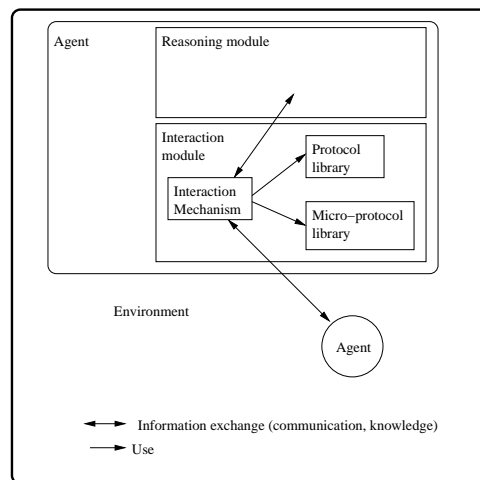 Agent
Reasoning module
Interaction
module
Protocol
library
Interaction
Mechanism
Micro−protocol
library
Environment
Agent
Information exchange (communication, knowledge)
Use